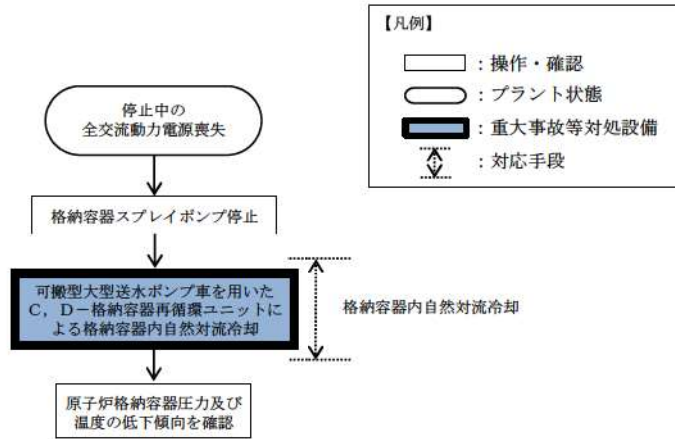 【凡例】
：操作・確認
：プラント状態
：重大事故等対処設備
：対応手段
停止中の
全交流動力電源喪失
格納容器スプレイポンプ停止
可搬型大型送水ポンプ車を用いた
C，D－格納容器再循環ユニットに
よる格納容器内自然対流冷却
格納容器内自然対流冷却
原子炉格納容器圧力及び
温度の低下傾向を確認